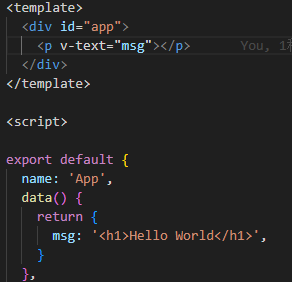 <template>
  <div id="app">
    <p v-text="msg"></p> You, 1
  </div>
</template>

<script>

export default {
  name: 'App',
  data() {
    return {
      msg: '<h1>Hello World</h1>',
    }
  },